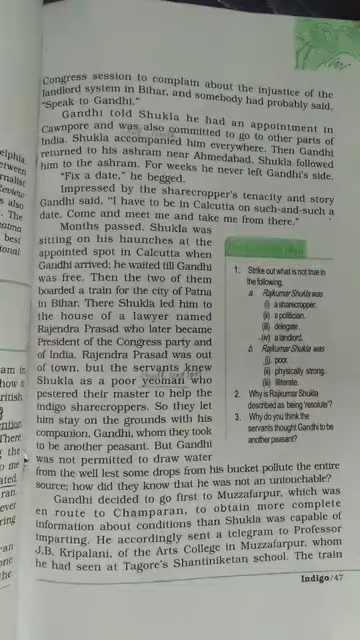 Congress session to complain about the injustice of the
landlord system in Bihar, and somebody had probably said,
"Speak to Gandhi."
Gandhi told Shukla he had an appointment in
Cawnpore and was also committed to go to other parts of
India. Shukla accompanied him everywhere. Then Gandhi
returned to his ashram near Ahmedabad. Shukla followed
him to the ashram. For weeks he never left Gandhi's side.
"Fix a date," he begged.
Impressed by the sharecropper's tenacity and story
Gandhi said, "I have to be in Calcutta on such-and-such a
date. Come and meet me and take me from there."
Months passed. Shukla was
sitting on his haunches at the
appointed spot in Calcutta when
Gandhi arrived; he waited till Gandhi
was free. Then the two of them
boarded a train for the city of Patna
in Bihar. There Shukla led him to
the house of a lawyer named
Rajendra Prasad who later became
President of the Congress party and
of India. Rajendra Prasad was out
of town, but the servants knew
Shukla as a poor yeoman who
pestered their master to help the
indigo sharecroppers. So they let
him stay on the grounds with his
companion, Gandhi, whom they took
to be another peasant. But Gandhi
was not permitted to draw water
from the well lest some drops from his bucket pollute the entire
source; how did they know that he was not an untouchable?
Gandhi decided to go first to Muzzafarpur, which was
en route to Champaran, to obtain more complete
information about conditions than Shukla was capable of
imparting. He accordingly sent a telegram to Professor
J.B. Kripalani, of the Arts College in Muzzafarpur, whom
he had seen at Tagore's Shantiniketan school. The train
1. Strike out what is not true in
the following.
a. Rajkumar Shukla was
(i) a sharecropper.
(ii) a politician.
(iii) delegate.
(iv) a landlord.
b. Rajkumar Shukla was
(i) poor.
(ii) physically strong.
(iii) illiterate.
2. Why is Rajkumar Shukla
described as being 'resolute'?
3. Why do you think the
servants thought Gandhi to be
another peasant?
Indigo/47